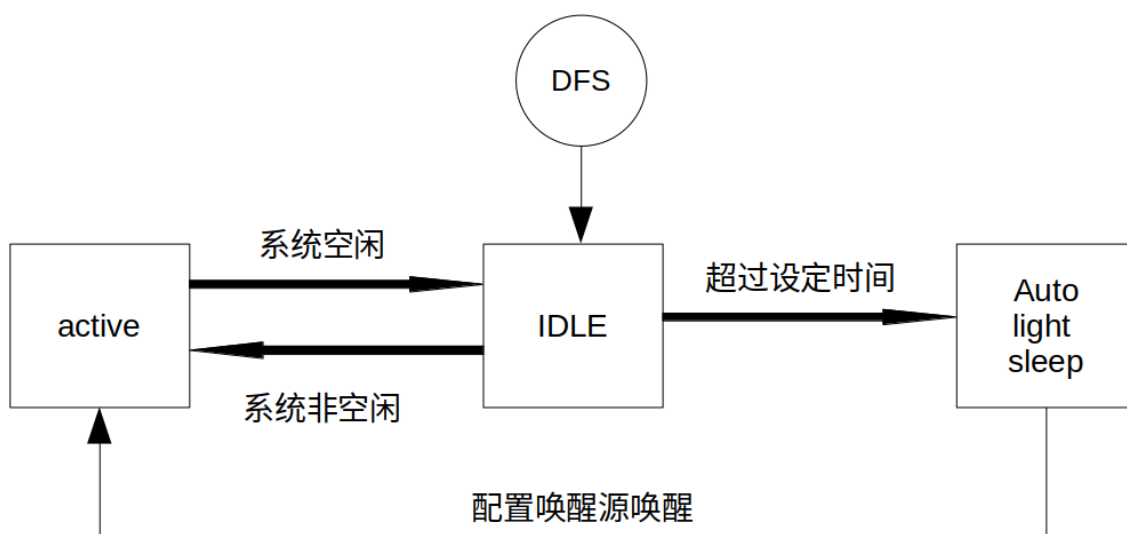 DFS
系统空闲
超过设定时间
active
IDLE
Auto
light
sleep
系统非空闲
配置唤醒源唤醒